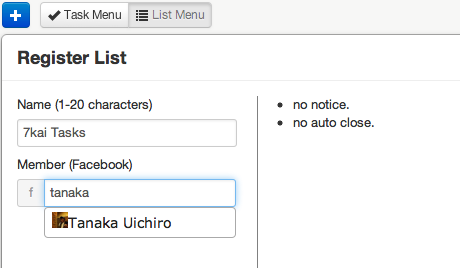 Task Menu
List Menu
Register List
Name (1-20 characters)
7kai Tasks
Member (Facebook)
f
tanaka
Tanaka Uichiro
no notice.
no auto close.